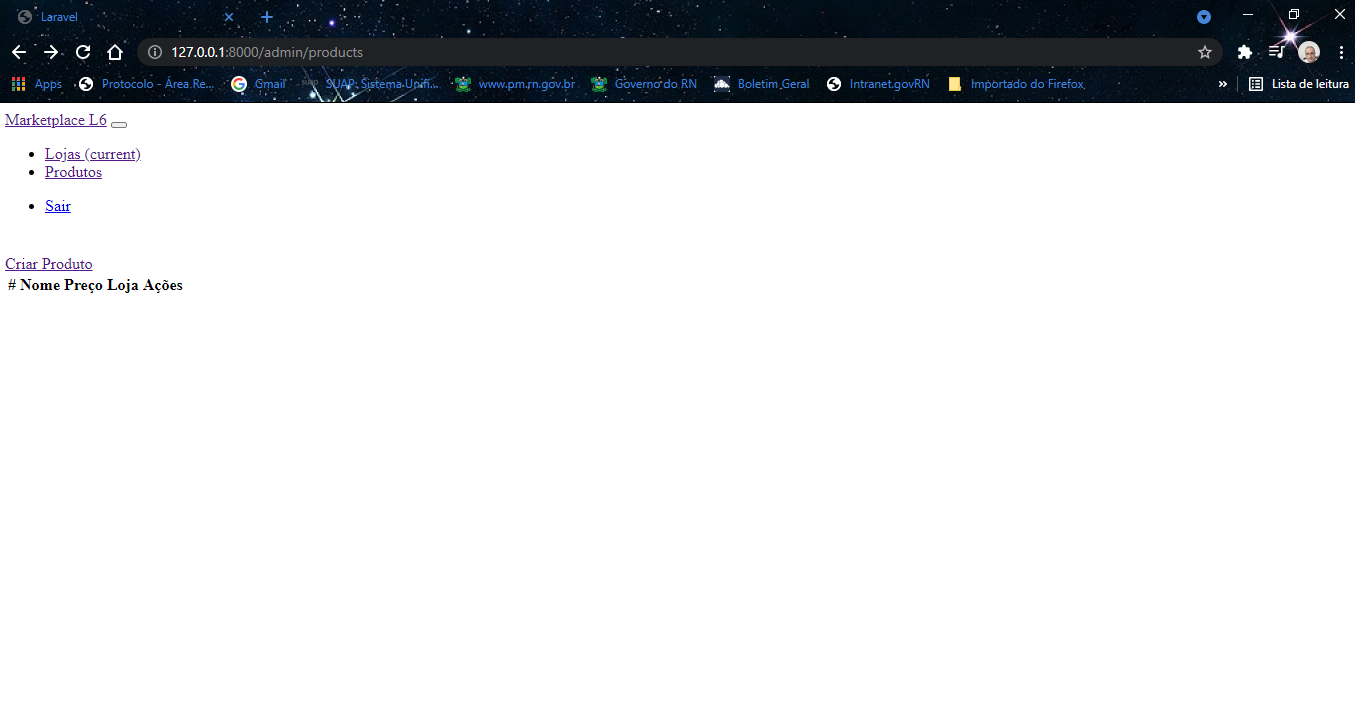 Laravel
127.0.0.1:8000/admin/products
Apps Protocolo - Área Re... Gmail SUAP: Sistema Unifi... www.pm.rn.gov.br Governo do RN Boletim Geral Intranet.govRN Importado do Firefox » Lista de leitura
Marketplace L6
Lojas (current)
Produtos
Sair
Criar Produto
# Nome Preço Loja Ações